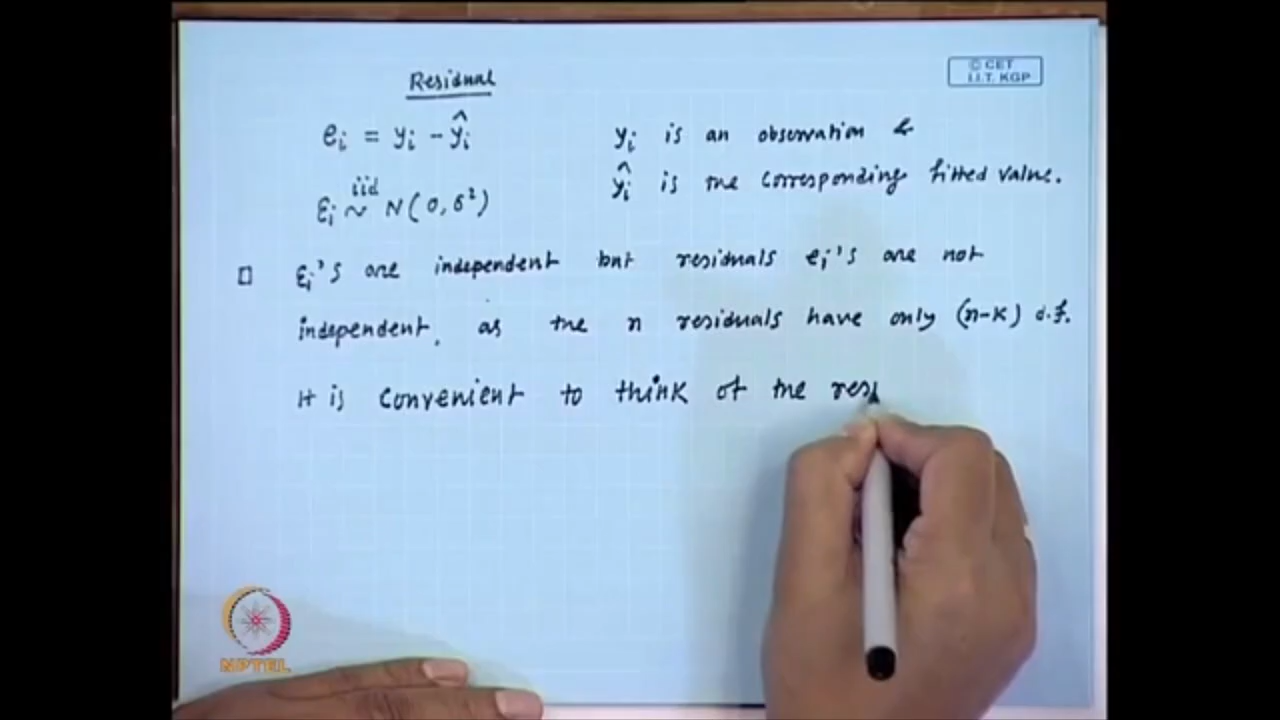 Residual
© CET
I.I.T. KGP
eᵢ = yᵢ - ŷᵢ
yᵢ is an observation &
ŷᵢ is the corresponding fitted value.
εᵢ iid ~ N(0, σ²)
εᵢ's are independent but residuals eᵢ's are not
independent, as the n residuals have only (n-k) d.f.
It is convenient to think of the resi
NPTEL